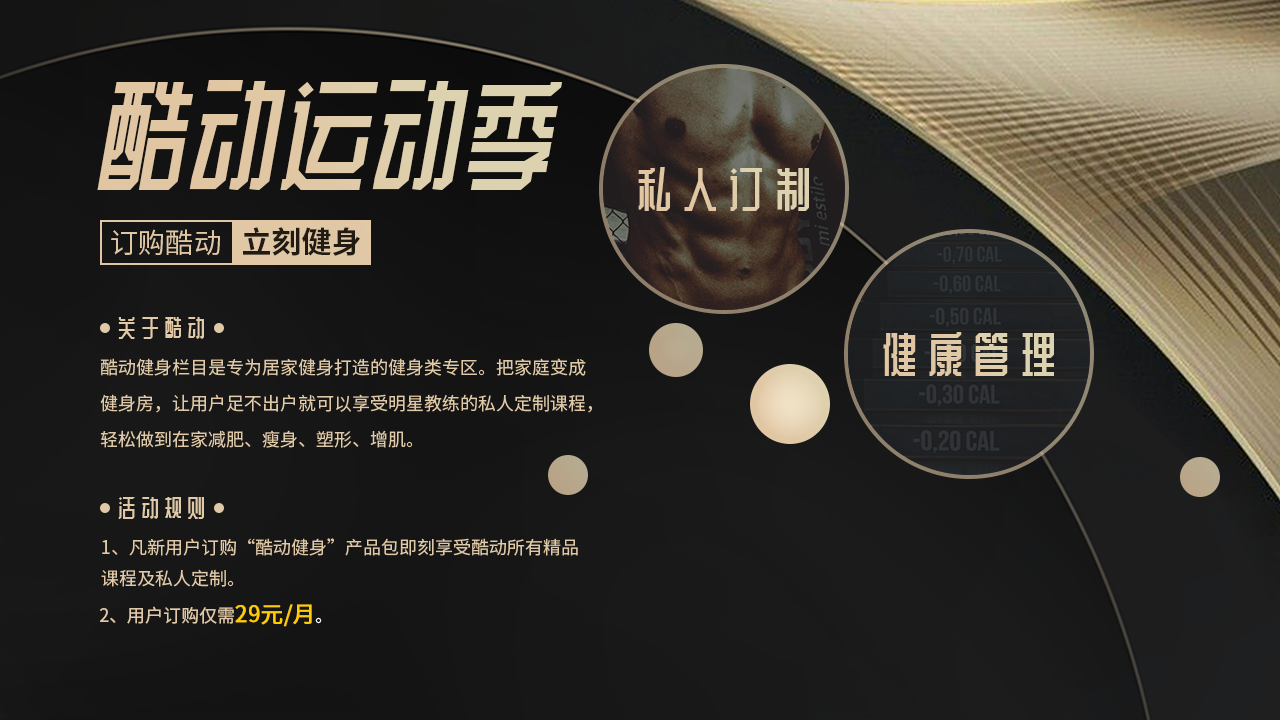 酷动运动季
订购酷动 立刻健身
私人订制
mi estilo
健康管理
-0,70 CAL
-0,60 CAL
-0,50 CAL
-0,30 CAL
-0,20 CAL
关于酷动
酷动健身栏目是专为居家健身打造的健身类专区。把家庭变成
健身房，让用户足不出户就可以享受明星教练的私人定制课程，
轻松做到在家减肥、瘦身、塑形、增肌。
活动规则
1、凡新用户订购“酷动健身”产品包即刻享受酷动所有精品
课程及私人定制。
2、用户订购仅需29元/月。